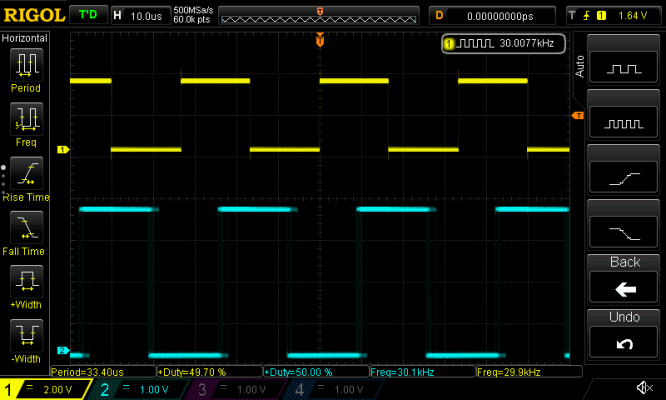 RIGOL T'D H 10.0us 500MSa/s 60.0k pts D 0.00000000ps T 1 1.64 V
Horizontal
Period
Freq
Rise Time
Fall Time
+Width
-Width
1 30.0077kHz
T
T
1
2
Auto
Back
Undo
Period=33.40us +Duty=49.70 % +Duty=50.00 % Freq=30.1kHz Freq=29.9kHz
1 2.00 V 2 1.00 V 3 1.00 V 4 1.00 V